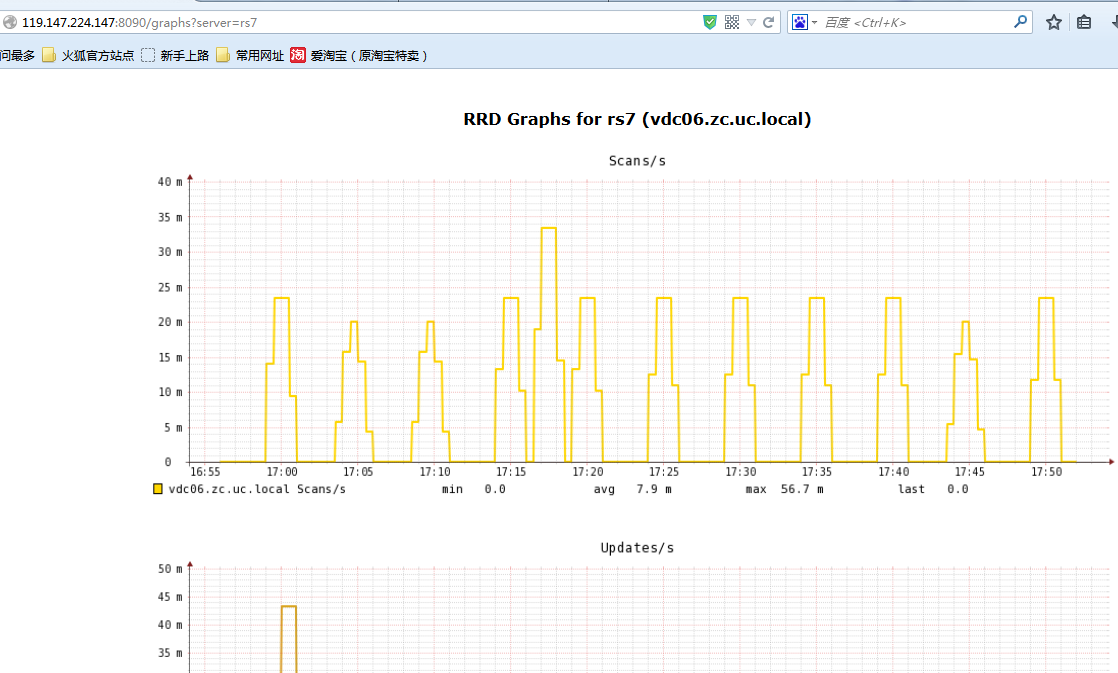 119.147.224.147:8090/graphs?server=rs7
百度 <Ctrl+K>
问最多 火狐官方站点 新手上路 常用网址 淘 爱淘宝（原淘宝特卖）
RRD Graphs for rs7 (vdc06.zc.uc.local)
Scans/s
40 m
35 m
30 m
25 m
20 m
15 m
10 m
5 m
0
16:55 17:00 17:05 17:10 17:15 17:20 17:25 17:30 17:35 17:40 17:45 17:50
vdc06.zc.uc.local Scans/s min 0.0 avg 7.9 m max 56.7 m last 0.0
Updates/s
50 m
45 m
40 m
35 m